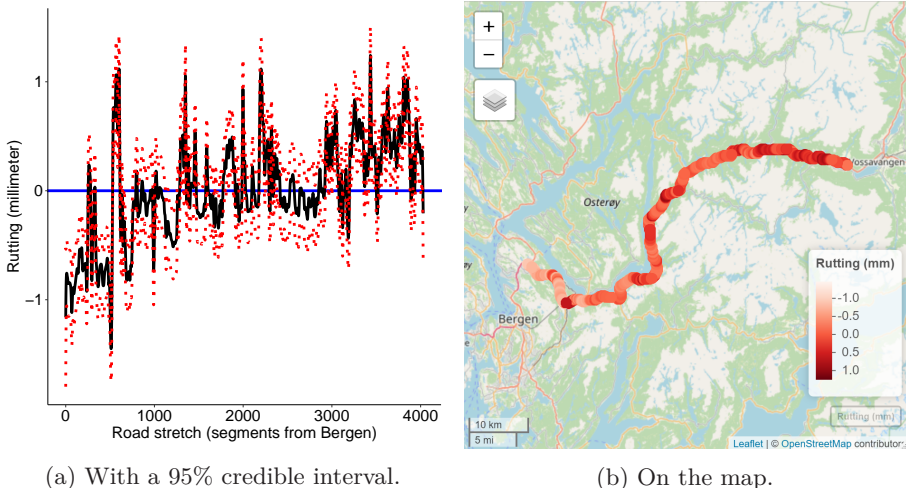 1
0
−1
0
1000
2000
3000
4000
Rutting (millimeter)
Road stretch (segments from Bergen)
(a) With a 95% credible interval.
+
−
Osterøy
Vossavangen
Bergen
Rutting (mm)
-1.0
-0.5
0.0
0.5
1.0
Rutting (mm)
10 km
5 mi
Leaflet | © OpenStreetMap contributor
(b) On the map.